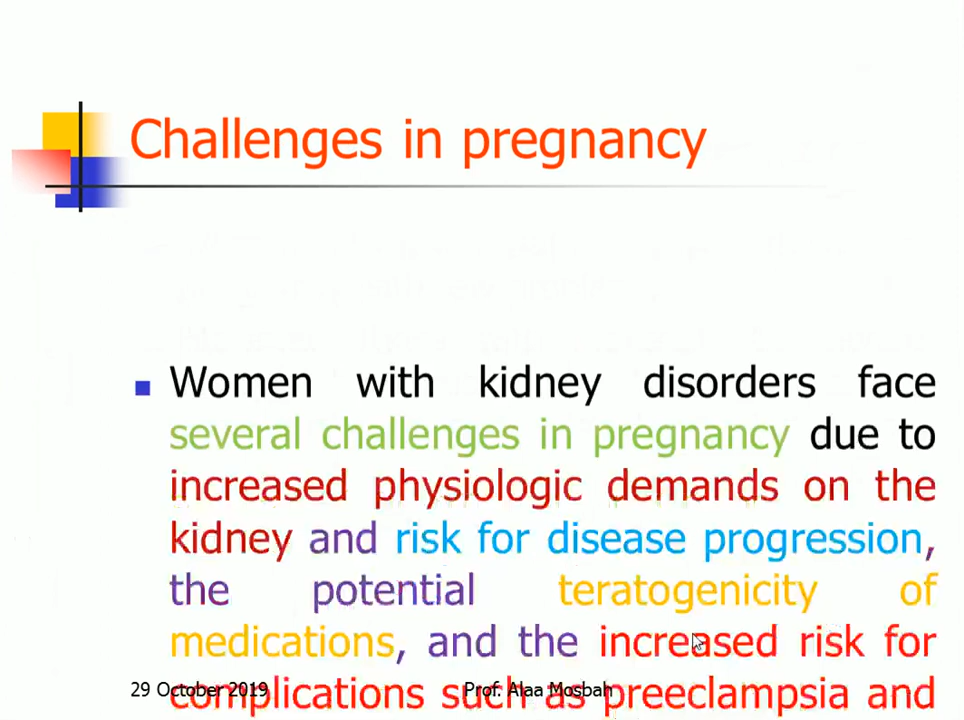 Challenges in pregnancy
Women with kidney disorders face
several challenges in pregnancy due to
increased physiologic demands on the
kidney and risk for disease progression,
the potential teratogenicity of
medications, and the increased risk for
complications such as preeclampsia and
29 October 2019 Prof. Alaa Mosbah